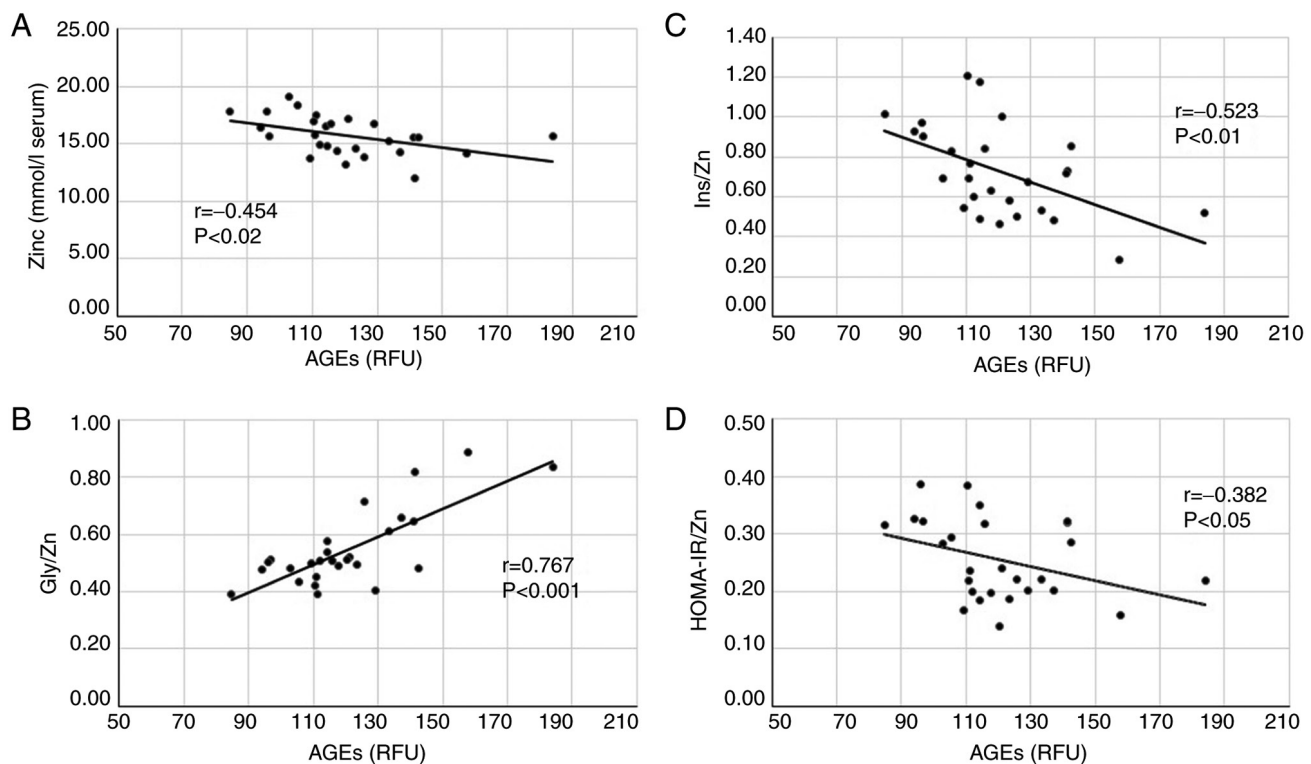 A
25.00
20.00
15.00
10.00
5.00
0.00
Zinc (mmol/l serum)
r=−0.454
P<0.02
50 70 90 110 130 150 170 190 210
AGEs (RFU)
C
1.40
1.20
1.00
0.80
0.60
0.40
0.20
0.00
Ins/Zn
r=−0.523
P<0.01
50 70 90 110 130 150 170 190 210
AGEs (RFU)
B
1.00
0.80
0.60
0.40
0.20
0.00
Gly/Zn
r=0.767
P<0.001
50 70 90 110 130 150 170 190 210
AGEs (RFU)
D
0.50
0.40
0.30
0.20
0.10
0.00
HOMA-IR/Zn
r=−0.382
P<0.05
50 70 90 110 130 150 170 190 210
AGEs (RFU)